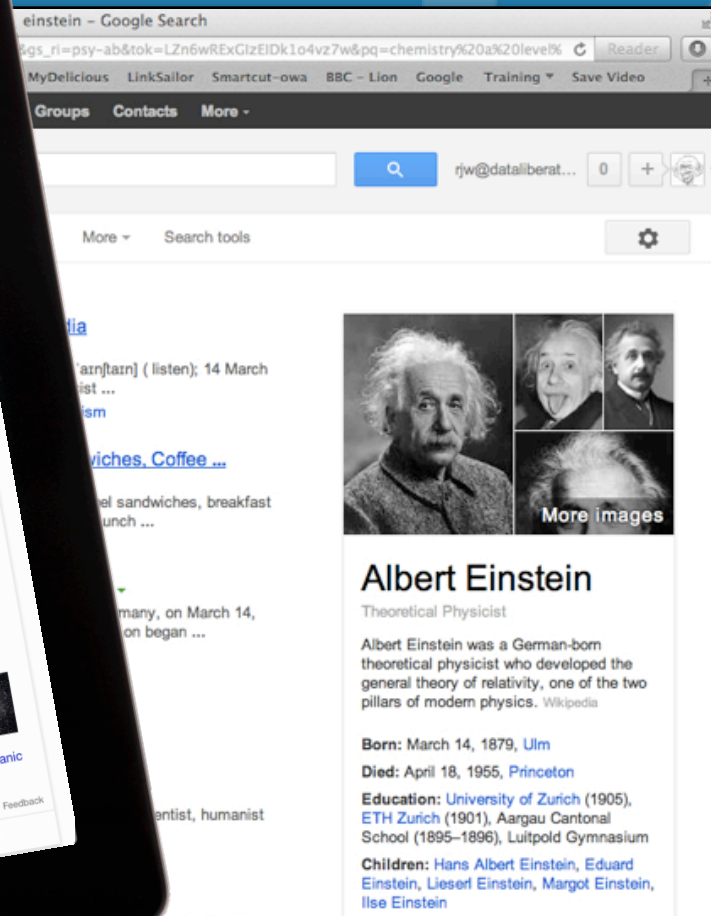 einstein – Google Search
&gs_ri=psy-ab&tok=LZn6wRExGIzEIDk1o4vz7w&pq=chemistry%20a%20level% Reader
MyDelicious LinkSailor Smartcut-owa BBC – Lion Google Training Save Video
Groups Contacts More
rjw@dataliberat... 0 +
More Search tools
dia
ˈaɪnʃtaɪn] ( listen); 14 March
ist ...
ism
wiches, Coffee ...
el sandwiches, breakfast
unch ...
many, on March 14,
on began ...
entist, humanist
anic
Feedback
More images
Albert Einstein
Theoretical Physicist
Albert Einstein was a German-born
theoretical physicist who developed the
general theory of relativity, one of the two
pillars of modern physics. Wikipedia
Born: March 14, 1879, Ulm
Died: April 18, 1955, Princeton
Education: University of Zurich (1905),
ETH Zurich (1901), Aargau Cantonal
School (1895–1896), Luitpold Gymnasium
Children: Hans Albert Einstein, Eduard
Einstein, Lieserl Einstein, Margot Einstein,
Ilse Einstein